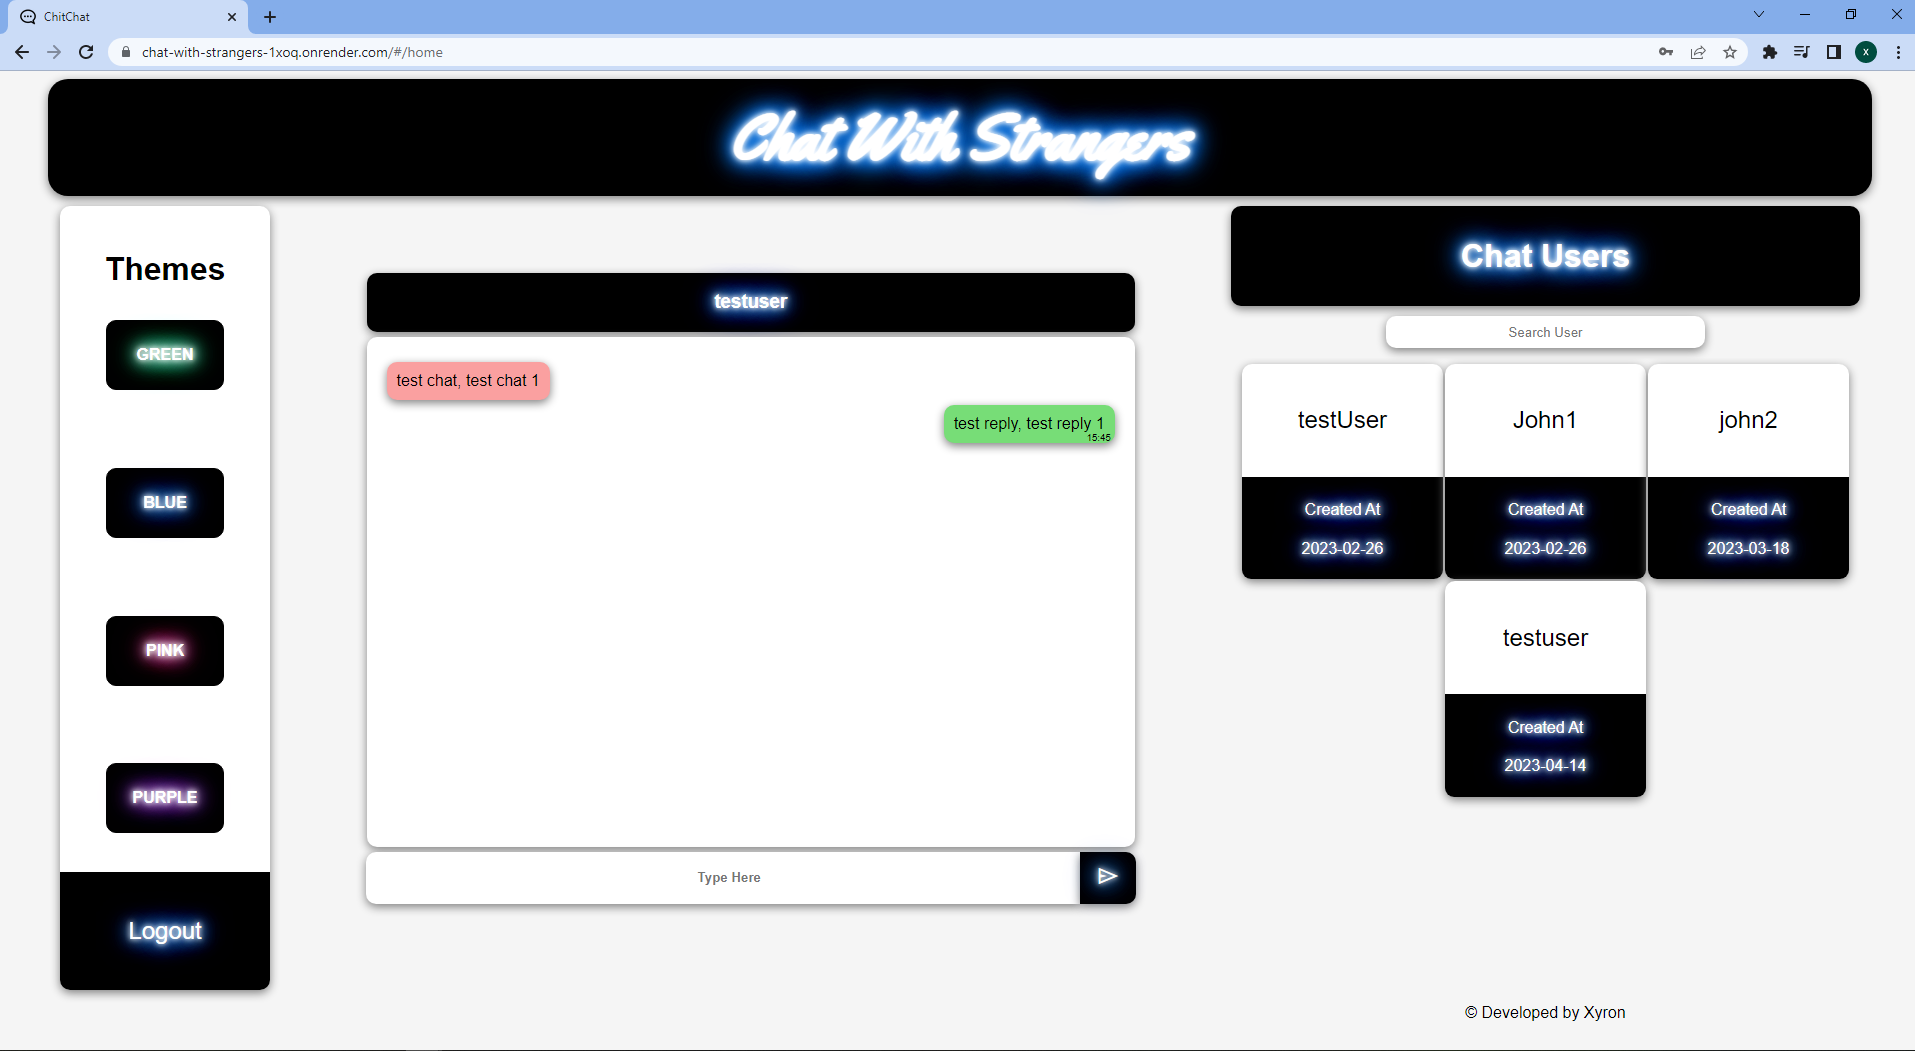 ChitChat
chat-with-strangers-1xoq.onrender.com/#/home
x
Chat With Strangers
Themes
GREEN
BLUE
PINK
PURPLE
Logout
testuser
test chat, test chat 1
test reply, test reply 1
15:45
Type Here
Chat Users
Search User
testUser
Created At
2023-02-26
John1
Created At
2023-02-26
john2
Created At
2023-03-18
testuser
Created At
2023-04-14
© Developed by Xyron